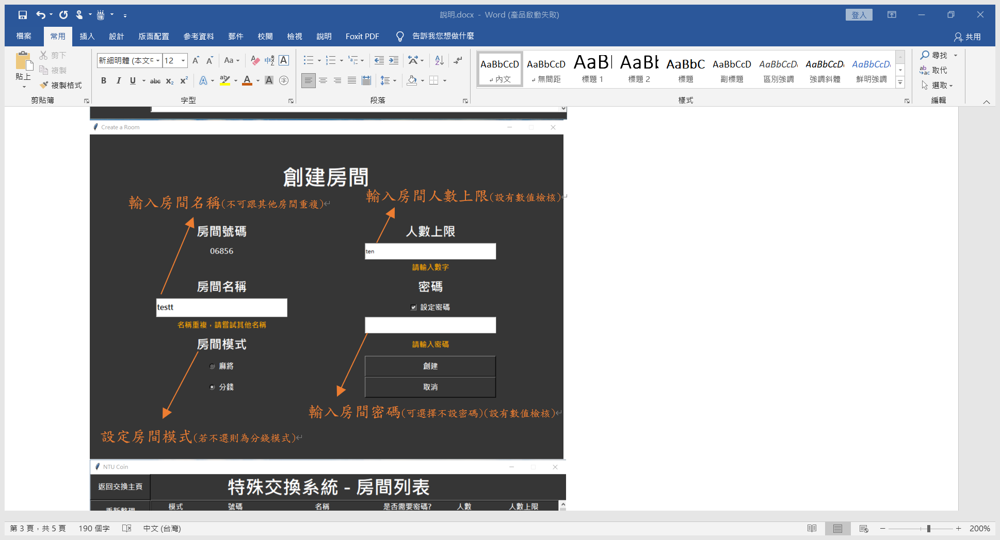 說明.docx - Word (產品啟動失敗)
登入
檔案 常用 插入 設計 版面配置 參考資料 郵件 校閱 檢視 說明 Foxit PDF 告訴我您想做什麼 共用
貼上
剪下
複製
複製格式
剪貼簿
新細明體 (本文中 12
字型
段落
AaBbCcD AaBbCcD AaBl AaBb AaBbC AaBbCcD AaBbCcD AaBbCcD AaBbCcD
內文 無間距 標題 1 標題 2 標題 副標題 區別強調 強調斜體 鮮明強調
樣式
尋找
取代
選取
編輯
Create a Room
創建房間
輸入房間名稱(不可跟其他房間重複)
輸入房間人數上限(設有數值檢核)
房間號碼
06856
人數上限
ten
請輸入數字
房間名稱
testt
名稱重複，請嘗試其他名稱
密碼
設定密碼
請輸入密碼
房間模式
麻將
分錢
創建
取消
輸入房間密碼(可選擇不設密碼)(設有數值檢核)
設定房間模式(若不選則為分錢模式)
NTU Coin
返回交換主頁
特殊交換系統 - 房間列表
重新整理
模式 號碼 名稱 是否需要密碼? 人數 人數上限
第 3 頁，共 5 頁 190 個字 中文 (台灣) 200%